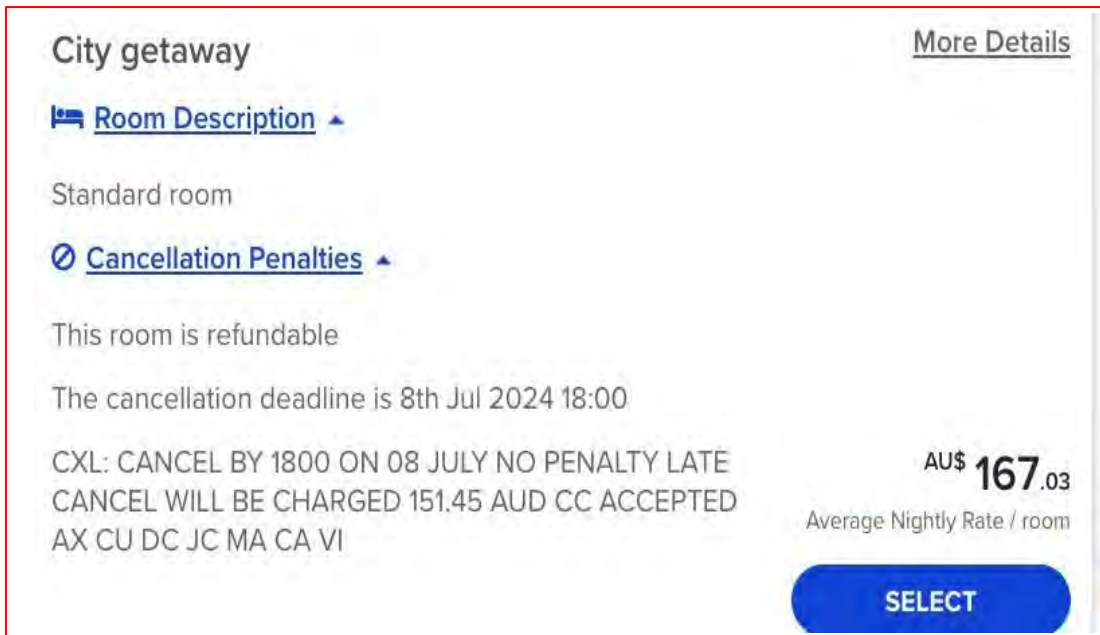 City getaway
More Details
Room Description
Standard room
Cancellation Penalties
This room is refundable
The cancellation deadline is 8th Jul 2024 18:00
CXL: CANCEL BY 1800 ON 08 JULY NO PENALTY LATE
CANCEL WILL BE CHARGED 151.45 AUD CC ACCEPTED
AX CU DC JC MA CA VI
AU$ 167.03
Average Nightly Rate / room
SELECT